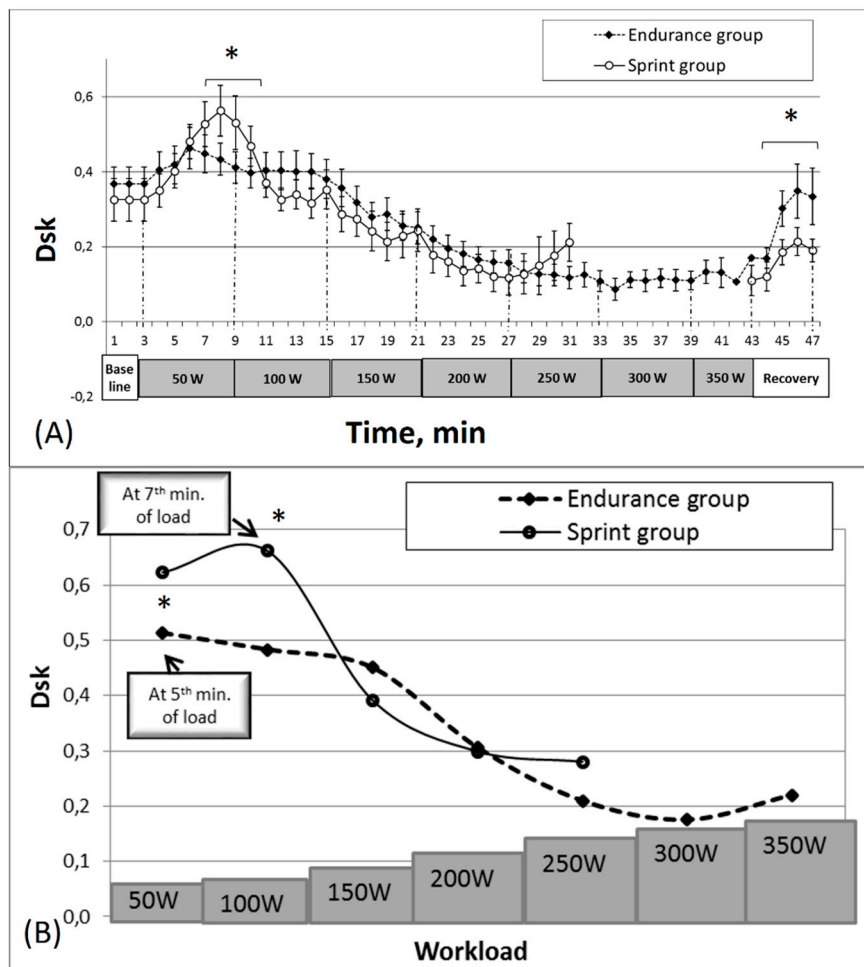 *
Endurance group
Sprint group
0,6
*
0,4
Dsk
0,2
0,0
1 3 5 7 9 11 13 15 17 19 21 23 25 27 29 31 33 35 37 39 41 43 45 47
Base line 50 W 100 W 150 W 200 W 250 W 300 W 350 W Recovery
-0,2
(A) Time, min
At 7th min. of load
*
Endurance group
Sprint group
0,7
0,6
*
0,5
At 5th min. of load
Dsk
0,4
0,3
0,2
0,1
0,0
50W 100W 150W 200W 250W 300W 350W
(B) Workload